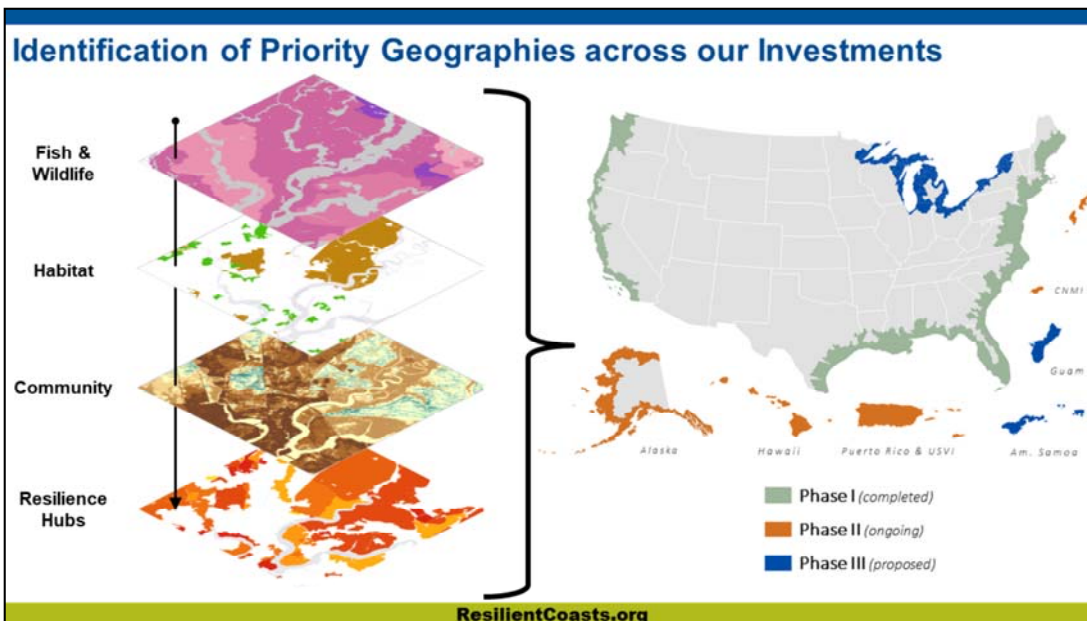 Identification of Priority Geographies across our Investments
Fish &
Wildlife
Habitat
Community
Resilience
Hubs
CNMI
Guam
Alaska
Hawaii
Puerto Rico & USVI
Am. Samoa
Phase I (completed)
Phase II (ongoing)
Phase III (proposed)
ResilientCoasts.org